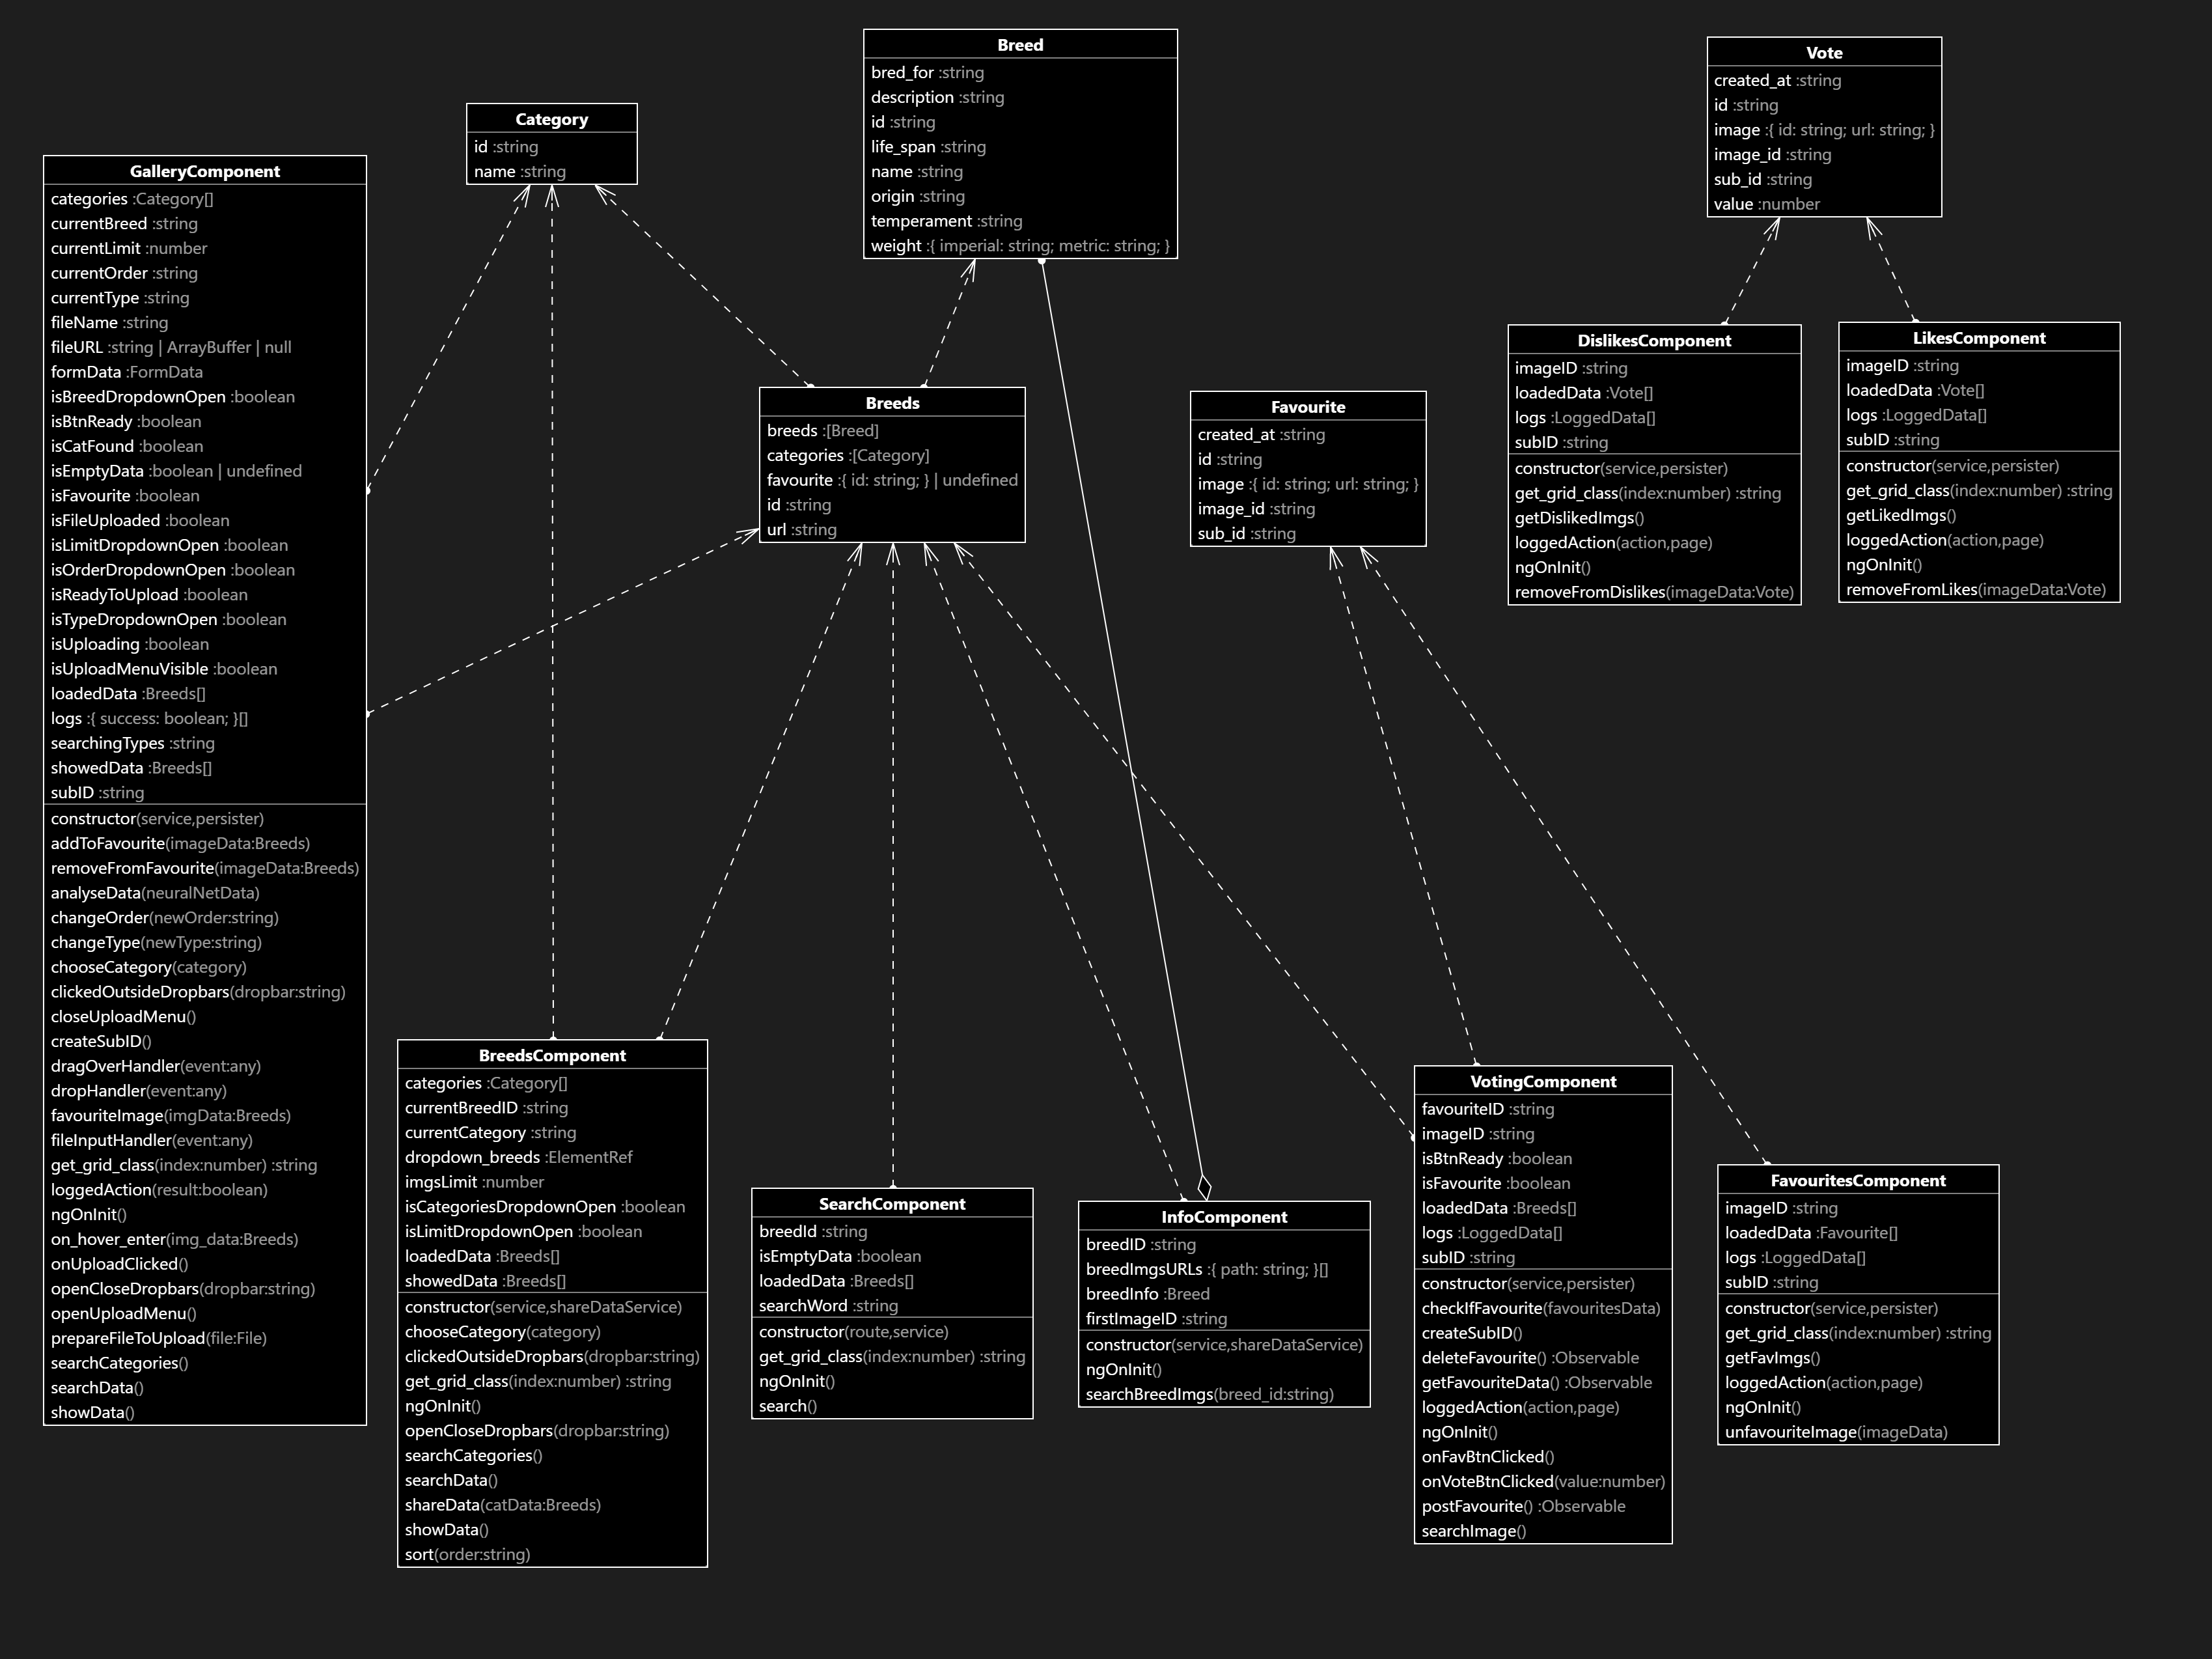 Breed
bred_for :string
description :string
id :string
life_span :string
name :string
origin :string
temperament :string
weight :{ imperial: string; metric: string; }
Vote
created_at :string
id :string
image :{ id: string; url: string; }
image_id :string
sub_id :string
value :number
Category
id :string
name :string
GalleryComponent
categories :Category[]
currentBreed :string
currentLimit :number
currentOrder :string
currentType :string
fileName :string
fileURL :string | ArrayBuffer | null
formData :FormData
isBreedDropdownOpen :boolean
isBtnReady :boolean
isCatFound :boolean
isEmptyData :boolean | undefined
isFavourite :boolean
isFileUploaded :boolean
isLimitDropdownOpen :boolean
isOrderDropdownOpen :boolean
isReadyToUpload :boolean
isTypeDropdownOpen :boolean
isUploading :boolean
isUploadMenuVisible :boolean
loadedData :Breeds[]
logs :{ success: boolean; }[]
searchingTypes :string
showedData :Breeds[]
subID :string
constructor(service,persister)
addToFavourite(imageData:Breeds)
removeFromFavourite(imageData:Breeds)
analyseData(neuralNetData)
changeOrder(newOrder:string)
changeType(newType:string)
chooseCategory(category)
clickedOutsideDropbars(dropbar:string)
closeUploadMenu()
createSubID()
dragOverHandler(event:any)
dropHandler(event:any)
favouriteImage(imgData:Breeds)
fileInputHandler(event:any)
get_grid_class(index:number) :string
loggedAction(result:boolean)
ngOnInit()
on_hover_enter(img_data:Breeds)
onUploadClicked()
openCloseDropbars(dropbar:string)
openUploadMenu()
prepareFileToUpload(file:File)
searchCategories()
searchData()
showData()
Breeds
breeds :[Breed]
categories :[Category]
favourite :{ id: string; } | undefined
id :string
url :string
Favourite
created_at :string
id :string
image :{ id: string; url: string; }
image_id :string
sub_id :string
DislikesComponent
imageID :string
loadedData :Vote[]
logs :LoggedData[]
subID :string
constructor(service,persister)
get_grid_class(index:number) :string
getDislikedImgs()
loggedAction(action,page)
ngOnInit()
removeFromDislikes(imageData:Vote)
LikesComponent
imageID :string
loadedData :Vote[]
logs :LoggedData[]
subID :string
constructor(service,persister)
get_grid_class(index:number) :string
getLikedImgs()
loggedAction(action,page)
ngOnInit()
removeFromLikes(imageData:Vote)
BreedsComponent
categories :Category[]
currentBreedID :string
currentCategory :string
dropdown_breeds :ElementRef
imgsLimit :number
isCategoriesDropdownOpen :boolean
isLimitDropdownOpen :boolean
loadedData :Breeds[]
showedData :Breeds[]
constructor(service,shareDataService)
chooseCategory(category)
clickedOutsideDropbars(dropbar:string)
get_grid_class(index:number) :string
ngOnInit()
openCloseDropbars(dropbar:string)
searchCategories()
searchData()
shareData(catData:Breeds)
showData()
sort(order:string)
SearchComponent
breedId :string
isEmptyData :boolean
loadedData :Breeds[]
searchWord :string
constructor(route,service)
get_grid_class(index:number) :string
ngOnInit()
search()
InfoComponent
breedID :string
breedImgsURLs :{ path: string; }[]
breedInfo :Breed
firstImageID :string
constructor(service,shareDataService)
ngOnInit()
searchBreedImgs(breed_id:string)
VotingComponent
favouriteID :string
imageID :string
isBtnReady :boolean
isFavourite :boolean
loadedData :Breeds[]
logs :LoggedData[]
subID :string
constructor(service,persister)
checkIfFavourite(favouritesData)
createSubID()
deleteFavourite() :Observable
getFavouriteData() :Observable
loggedAction(action,page)
ngOnInit()
onFavBtnClicked()
onVoteBtnClicked(value:number)
postFavourite() :Observable
searchImage()
FavouritesComponent
imageID :string
loadedData :Favourite[]
logs :LoggedData[]
subID :string
constructor(service,persister)
get_grid_class(index:number) :string
getFavImgs()
loggedAction(action,page)
ngOnInit()
unfavouriteImage(imageData)